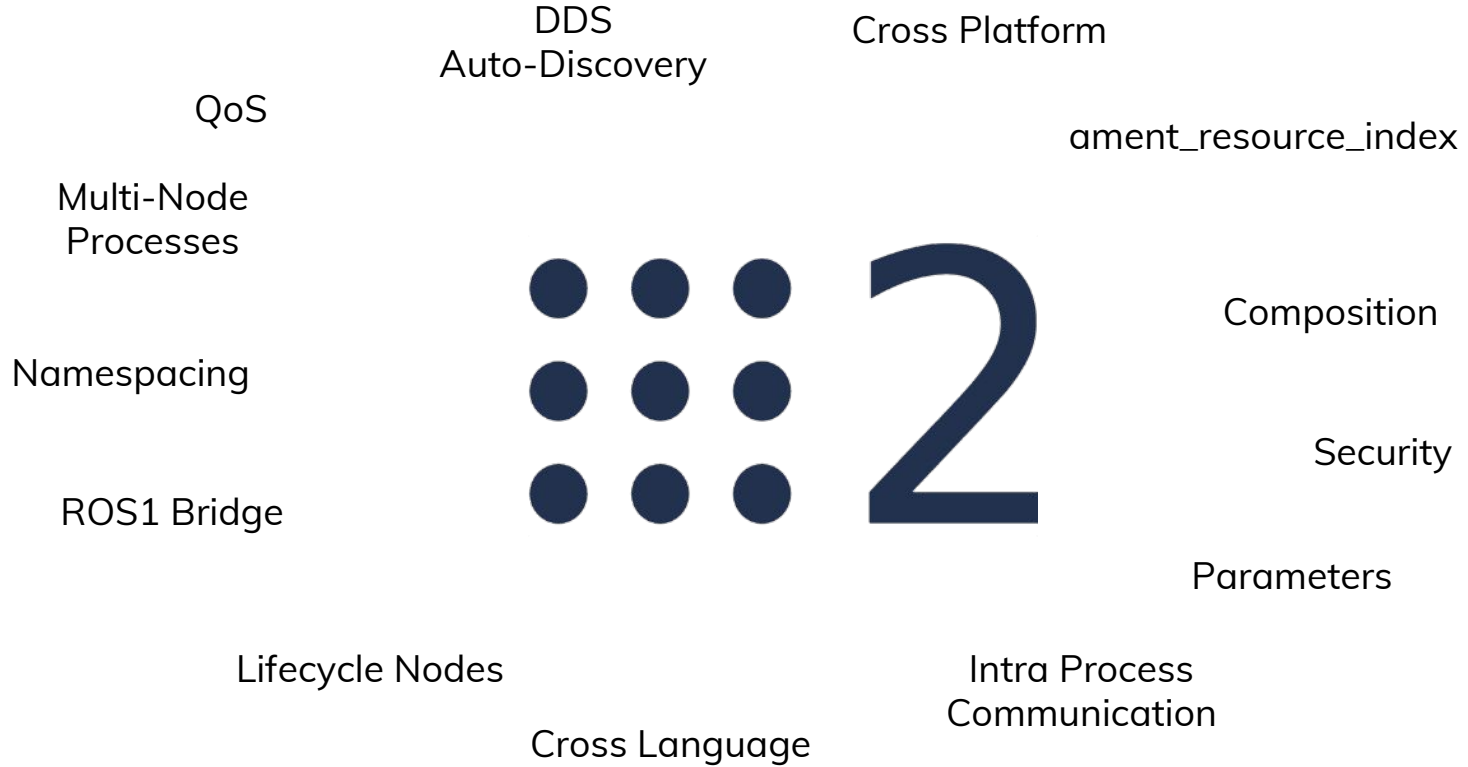 DDS
Auto-Discovery
Cross Platform
QoS
ament_resource_index
Multi-Node
Processes
2
Composition
Namespacing
Security
ROS1 Bridge
Parameters
Lifecycle Nodes
Intra Process
Communication
Cross Language